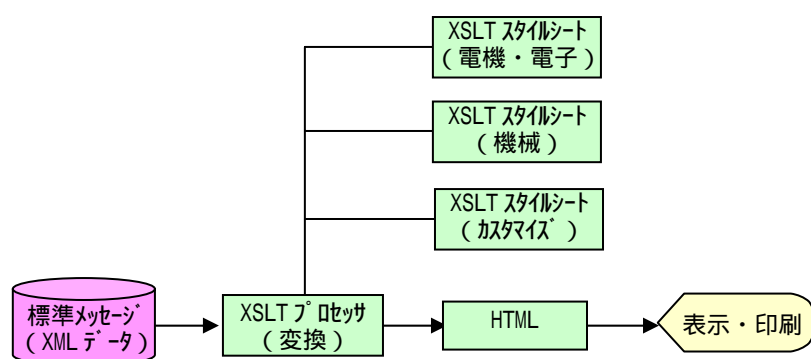 XSLT ｽﾀｲﾙｼｰﾄ
（電機・電子）
XSLT ｽﾀｲﾙｼｰﾄ
（機械）
XSLT ｽﾀｲﾙｼｰﾄ
（ｶｽﾀﾏｲｽﾞ）
標準ﾒｯｾｰｼﾞ
（XML ﾃﾞｰﾀ）
XSLT ﾌﾟﾛｾｯｻ
（変換）
HTML
表示・印刷